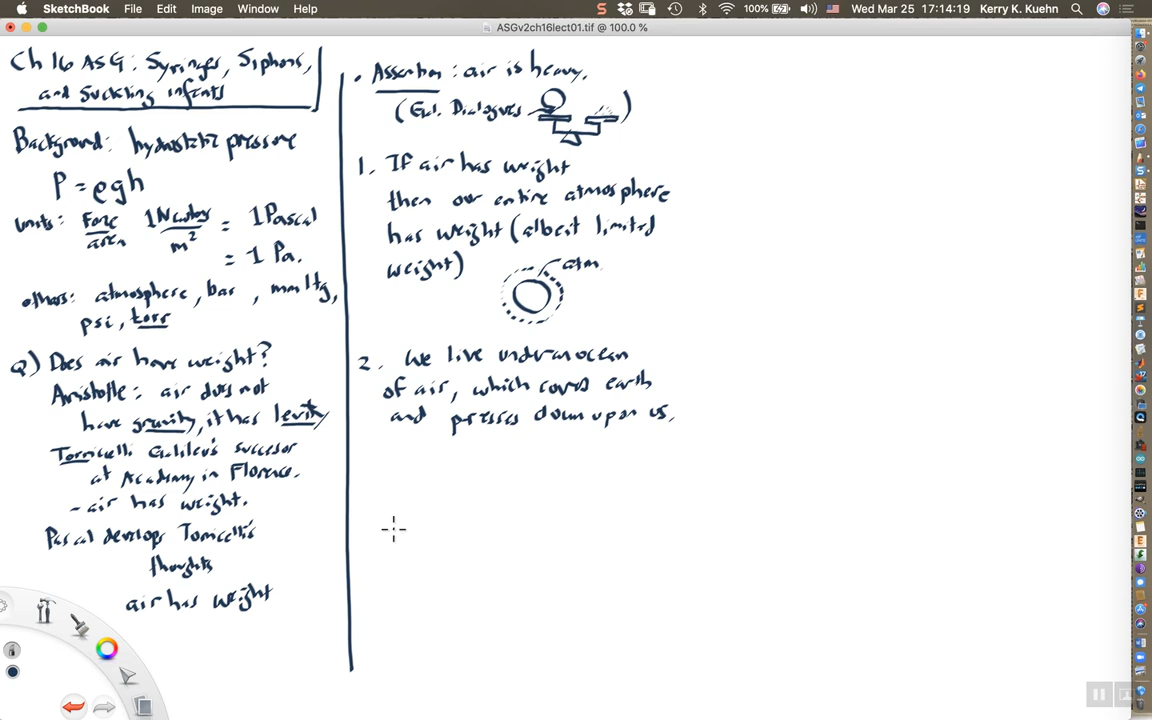 SketchBook File Edit Image Window Help 100% Wed Mar 25 17:14:19 Kerry K. Kuehn
ASGv2ch16lect01.tif @ 100.0 %
Ch 16 ASG: Syringes, Siphons,
and Suckling infants
Background: hydrostatic pressure
P = ρgh
units: Force/area 1 Newton/m² = 1 Pascal
= 1 Pa.
others: atmosphere, bar, mmHg,
psi, torr
Q) Does air have weight?
Aristotle: air does not
have gravity, it has levity
Torricelli: Galileo's successor
at Academy in Florence.
- air has weight.
Pascal develops Torricelli's
thoughts
air has weight
• Assertion: air is heavy.
(Gal. Dialogues )
1. If air has weight
then our entire atmosphere
has weight (albeit limited
weight)
atm.
2. We live under an ocean
of air, which covers earth
and presses down upon us.